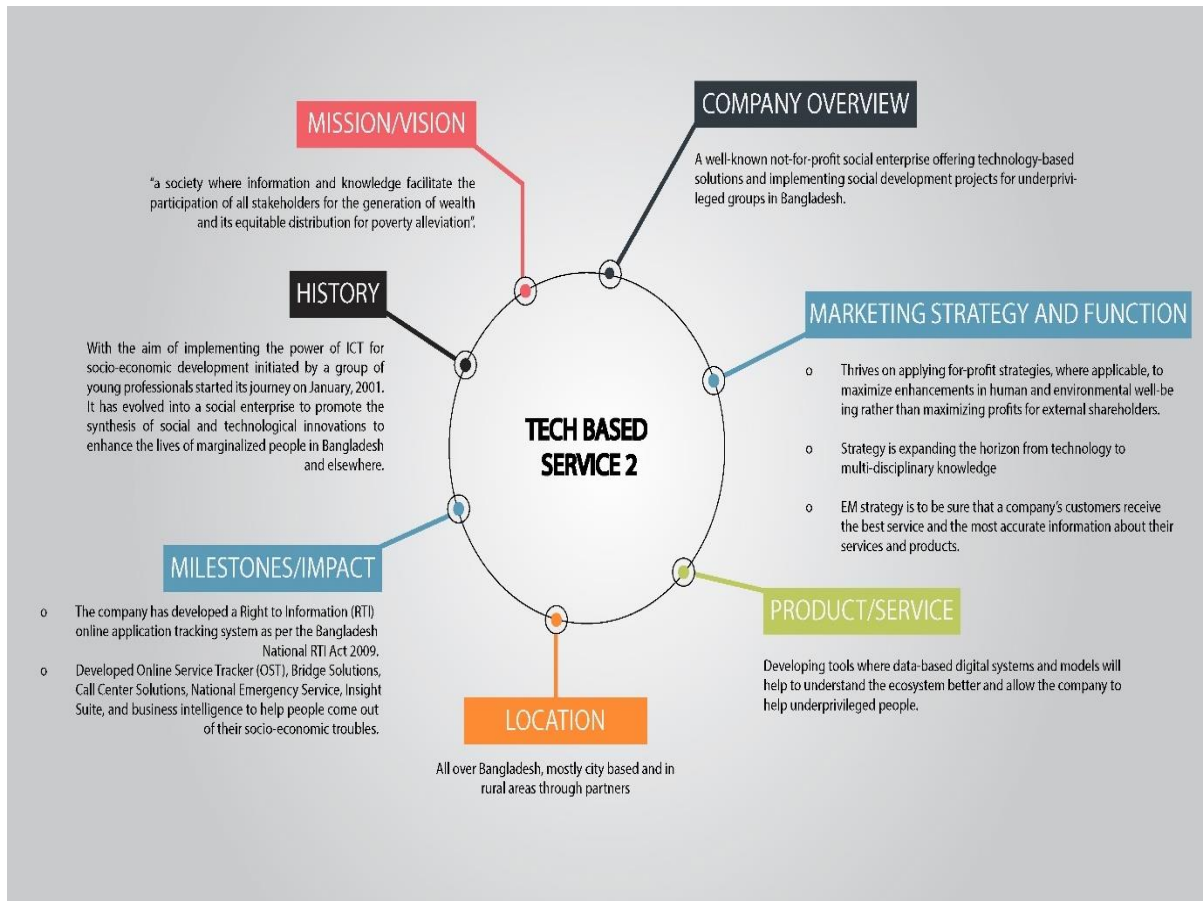 MISSION/VISION
"a society where information and knowledge facilitate the
participation of all stakeholders for the generation of wealth
and its equitable distribution for poverty alleviation".
COMPANY OVERVIEW
A well-known not-for-profit social enterprise offering technology-based
solutions and implementing social development projects for underprivi-
leged groups in Bangladesh.
HISTORY
With the aim of implementing the power of ICT for
socio-economic development initiated by a group of
young professionals started its journey on January, 2001.
It has evolved into a social enterprise to promote the
synthesis of social and technological innovations to
enhance the lives of marginalized people in Bangladesh
and elsewhere.
MARKETING STRATEGY AND FUNCTION
o Thrives on applying for-profit strategies, where applicable, to
maximize enhancements in human and environmental well-be
ing rather than maximizing profits for external shareholders.
o Strategy is expanding the horizon from technology to
multi-disciplinary knowledge
o EM strategy is to be sure that a company's customers receive
the best service and the most accurate information about their
services and products.
TECH BASED
SERVICE 2
MILESTONES/IMPACT
o The company has developed a Right to Information (RTI)
online application tracking system as per the Bangladesh
National RTI Act 2009.
o Developed Online Service Tracker (OST), Bridge Solutions,
Call Center Solutions, National Emergency Service, Insight
Suite, and business intelligence to help people come out
of their socio-economic troubles.
PRODUCT/SERVICE
Developing tools where data-based digital systems and models will
help to understand the ecosystem better and allow the company to
help underprivileged people.
LOCATION
All over Bangladesh, mostly city based and in
rural areas through partners